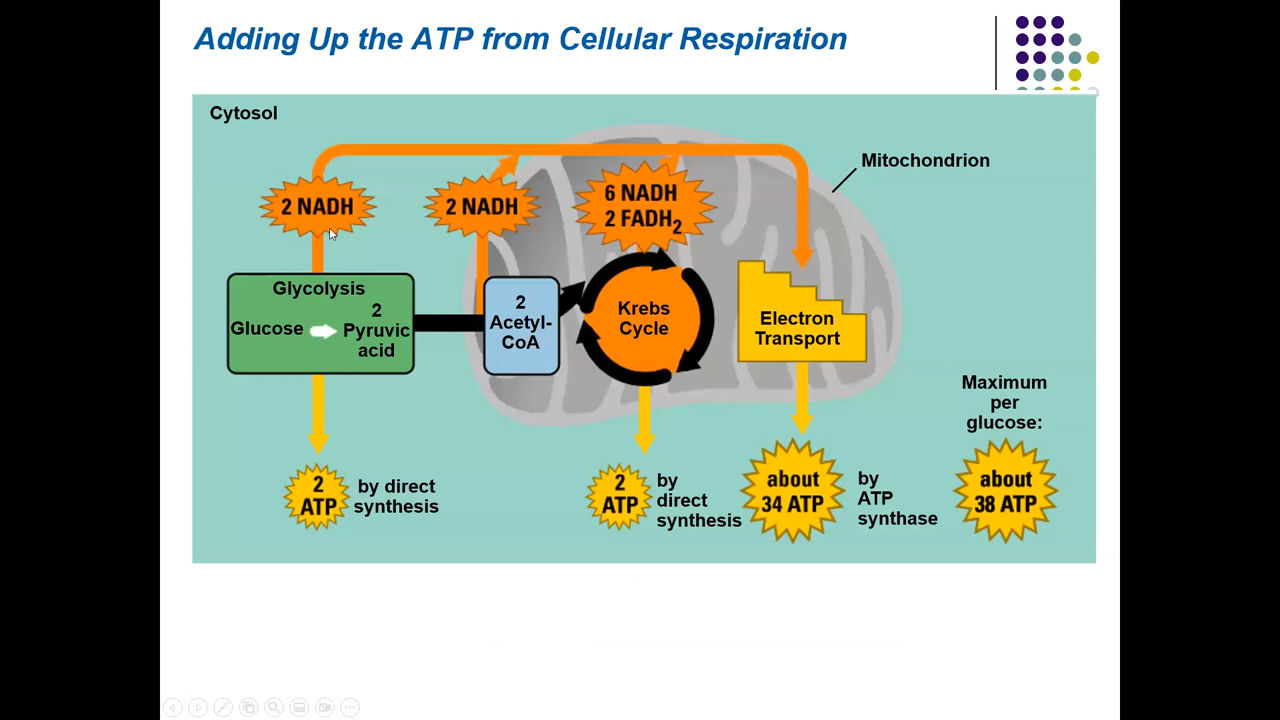 Adding Up the ATP from Cellular Respiration
Cytosol
Mitochondrion
2 NADH
2 NADH
6 NADH
2 FADH₂
Glycolysis
Glucose
2
Pyruvic
acid
2
Acetyl-
CoA
Krebs
Cycle
Electron
Transport
Maximum
per
glucose:
2
ATP
by direct
synthesis
2
ATP
by
direct
synthesis
about
34 ATP
by
ATP
synthase
about
38 ATP